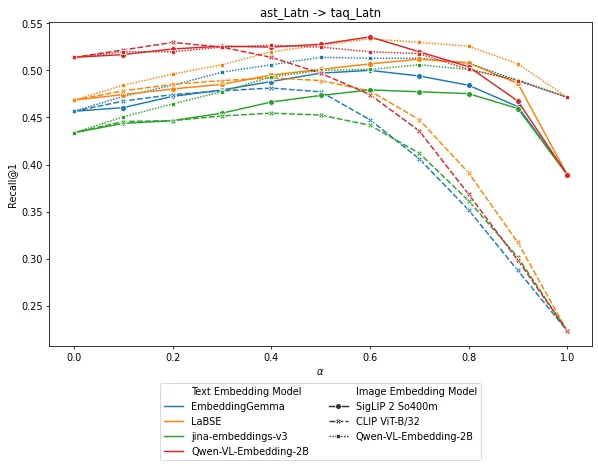 ast_Latn -> taq_Latn
0.55
0.50
0.45
0.40
0.35
0.30
0.25
Recall@1
0.0
0.2
0.4
0.6
0.8
1.0
α
Text Embedding Model
EmbeddingGemma
LaBSE
jina-embeddings-v3
Qwen-VL-Embedding-2B
Image Embedding Model
SigLIP 2 So400m
CLIP ViT-B/32
Qwen-VL-Embedding-2B